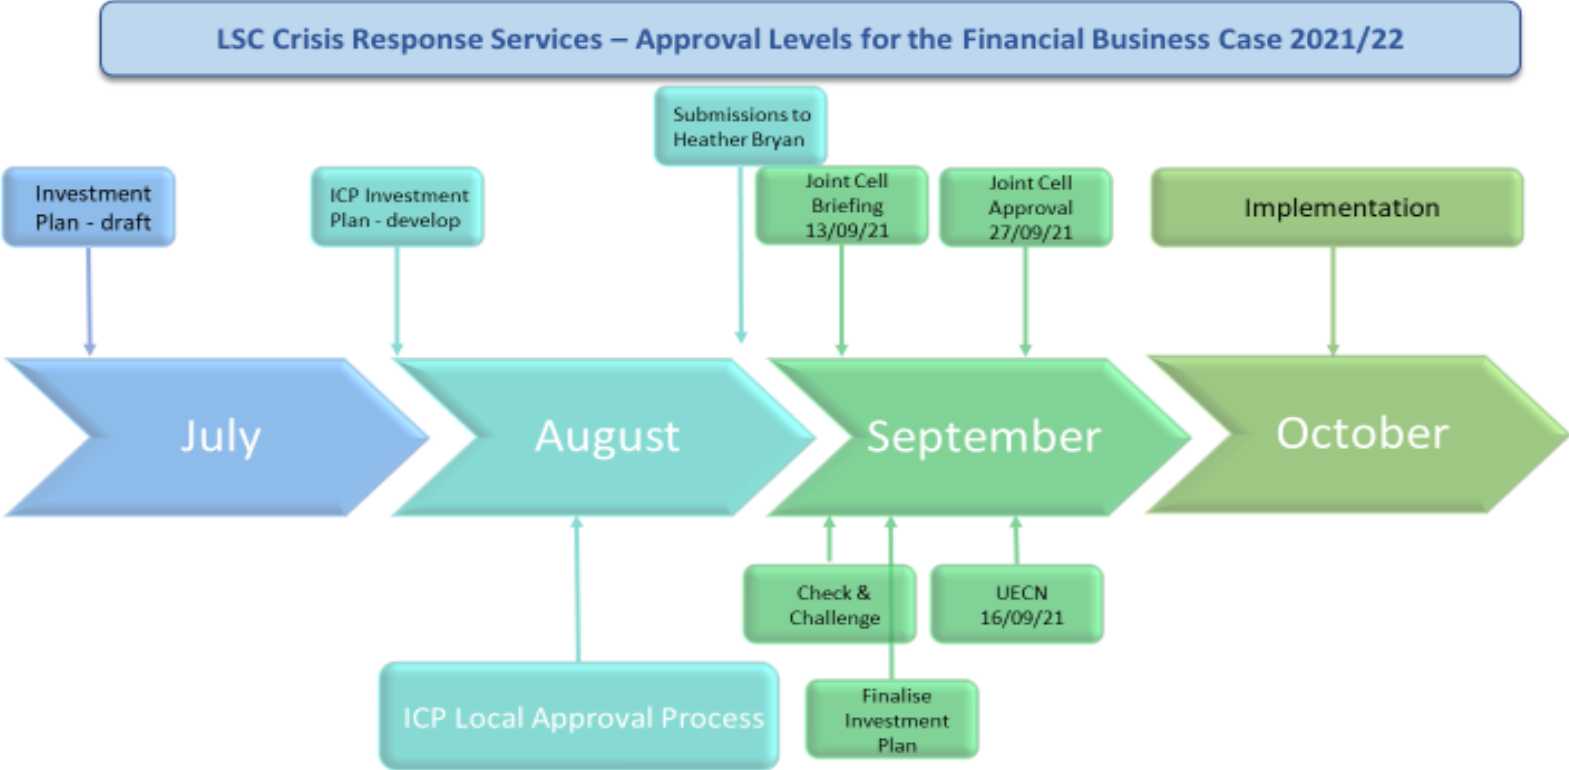 LSC Crisis Response Services – Approval Levels for the Financial Business Case 2021/22
Submissions to
Heather Bryan
Investment
Plan - draft
ICP Investment
Plan - develop
Joint Cell
Briefing
13/09/21
Joint Cell
Approval
27/09/21
Implementation
July
August
September
October
Check &
Challenge
UECN
16/09/21
ICP Local Approval Process
Finalise
Investment
Plan